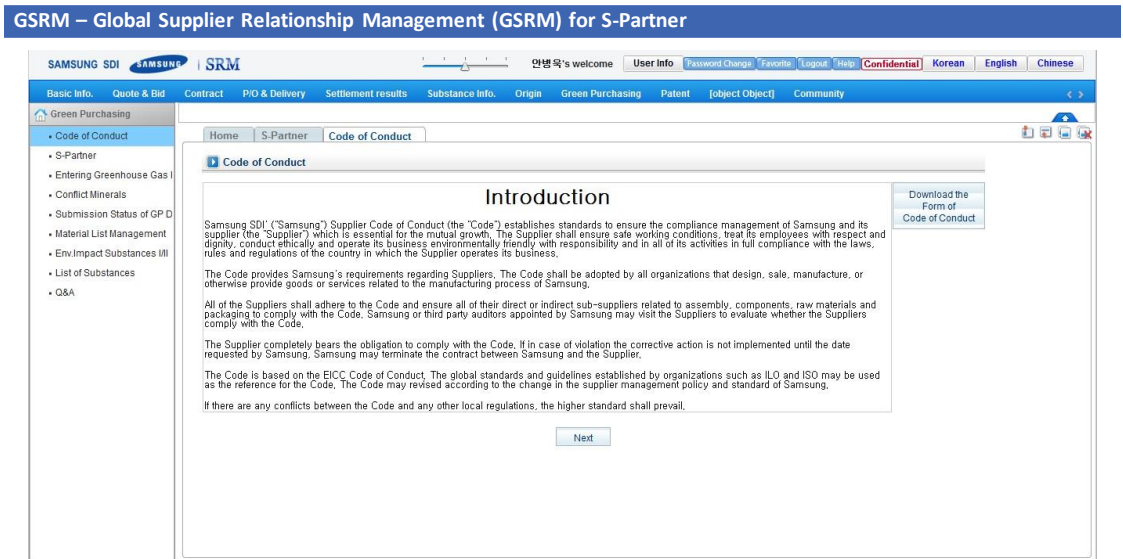 GSRM – Global Supplier Relationship Management (GSRM) for S-Partner
SAMSUNG SDI SAMSUNG | SRM 안병욱's welcome User Info Password Change Favorite Logout Help Confidential Korean English Chinese
Basic Info. Quote & Bid Contract P/O & Delivery Settlement results Substance Info. Origin Green Purchasing Patent [object Object] Community
Green Purchasing
Home S-Partner Code of Conduct
Code of Conduct
S-Partner
Entering Greenhouse Gas I
Conflict Minerals
Submission Status of GP D
Material List Management
Env.Impact Substances I/II
List of Substances
Q&A
Code of Conduct
Introduction
Samsung SDI' ("Samsung") Supplier Code of Conduct (the "Code") establishes standards to ensure the compliance management of Samsung and its
supplier (the "Supplier") which is essential for the mutual growth. The Supplier shall ensure safe working conditions, treat its employees with respect and
dignity, conduct ethically and operate its business environmentally friendly with responsibility and in all of its activities in full compliance with the laws,
rules and regulations of the country in which the Supplier operates its business.
The Code provides Samsung's requirements regarding Suppliers. The Code shall be adopted by all organizations that design, sale, manufacture, or
otherwise provide goods or services related to the manufacturing process of Samsung.
All of the Suppliers shall adhere to the Code and ensure all of their direct or indirect sub-suppliers related to assembly, components, raw materials and
packaging to comply with the Code. Samsung or third party auditors appointed by Samsung may visit the Suppliers to evaluate whether the Suppliers
comply with the Code.
The Supplier completely bears the obligation to comply with the Code. If in case of violation the corrective action is not implemented until the date
requested by Samsung, Samsung may terminate the contract between Samsung and the Supplier.
The Code is based on the EICC Code of Conduct. The global standards and guidelines established by organizations such as ILO and ISO may be used
as the reference for the Code. The Code may revised according to the change in the supplier management policy and standard of Samsung.
If there are any conflicts between the Code and any other local regulations, the higher standard shall prevail.
Download the
Form of
Code of Conduct
Next